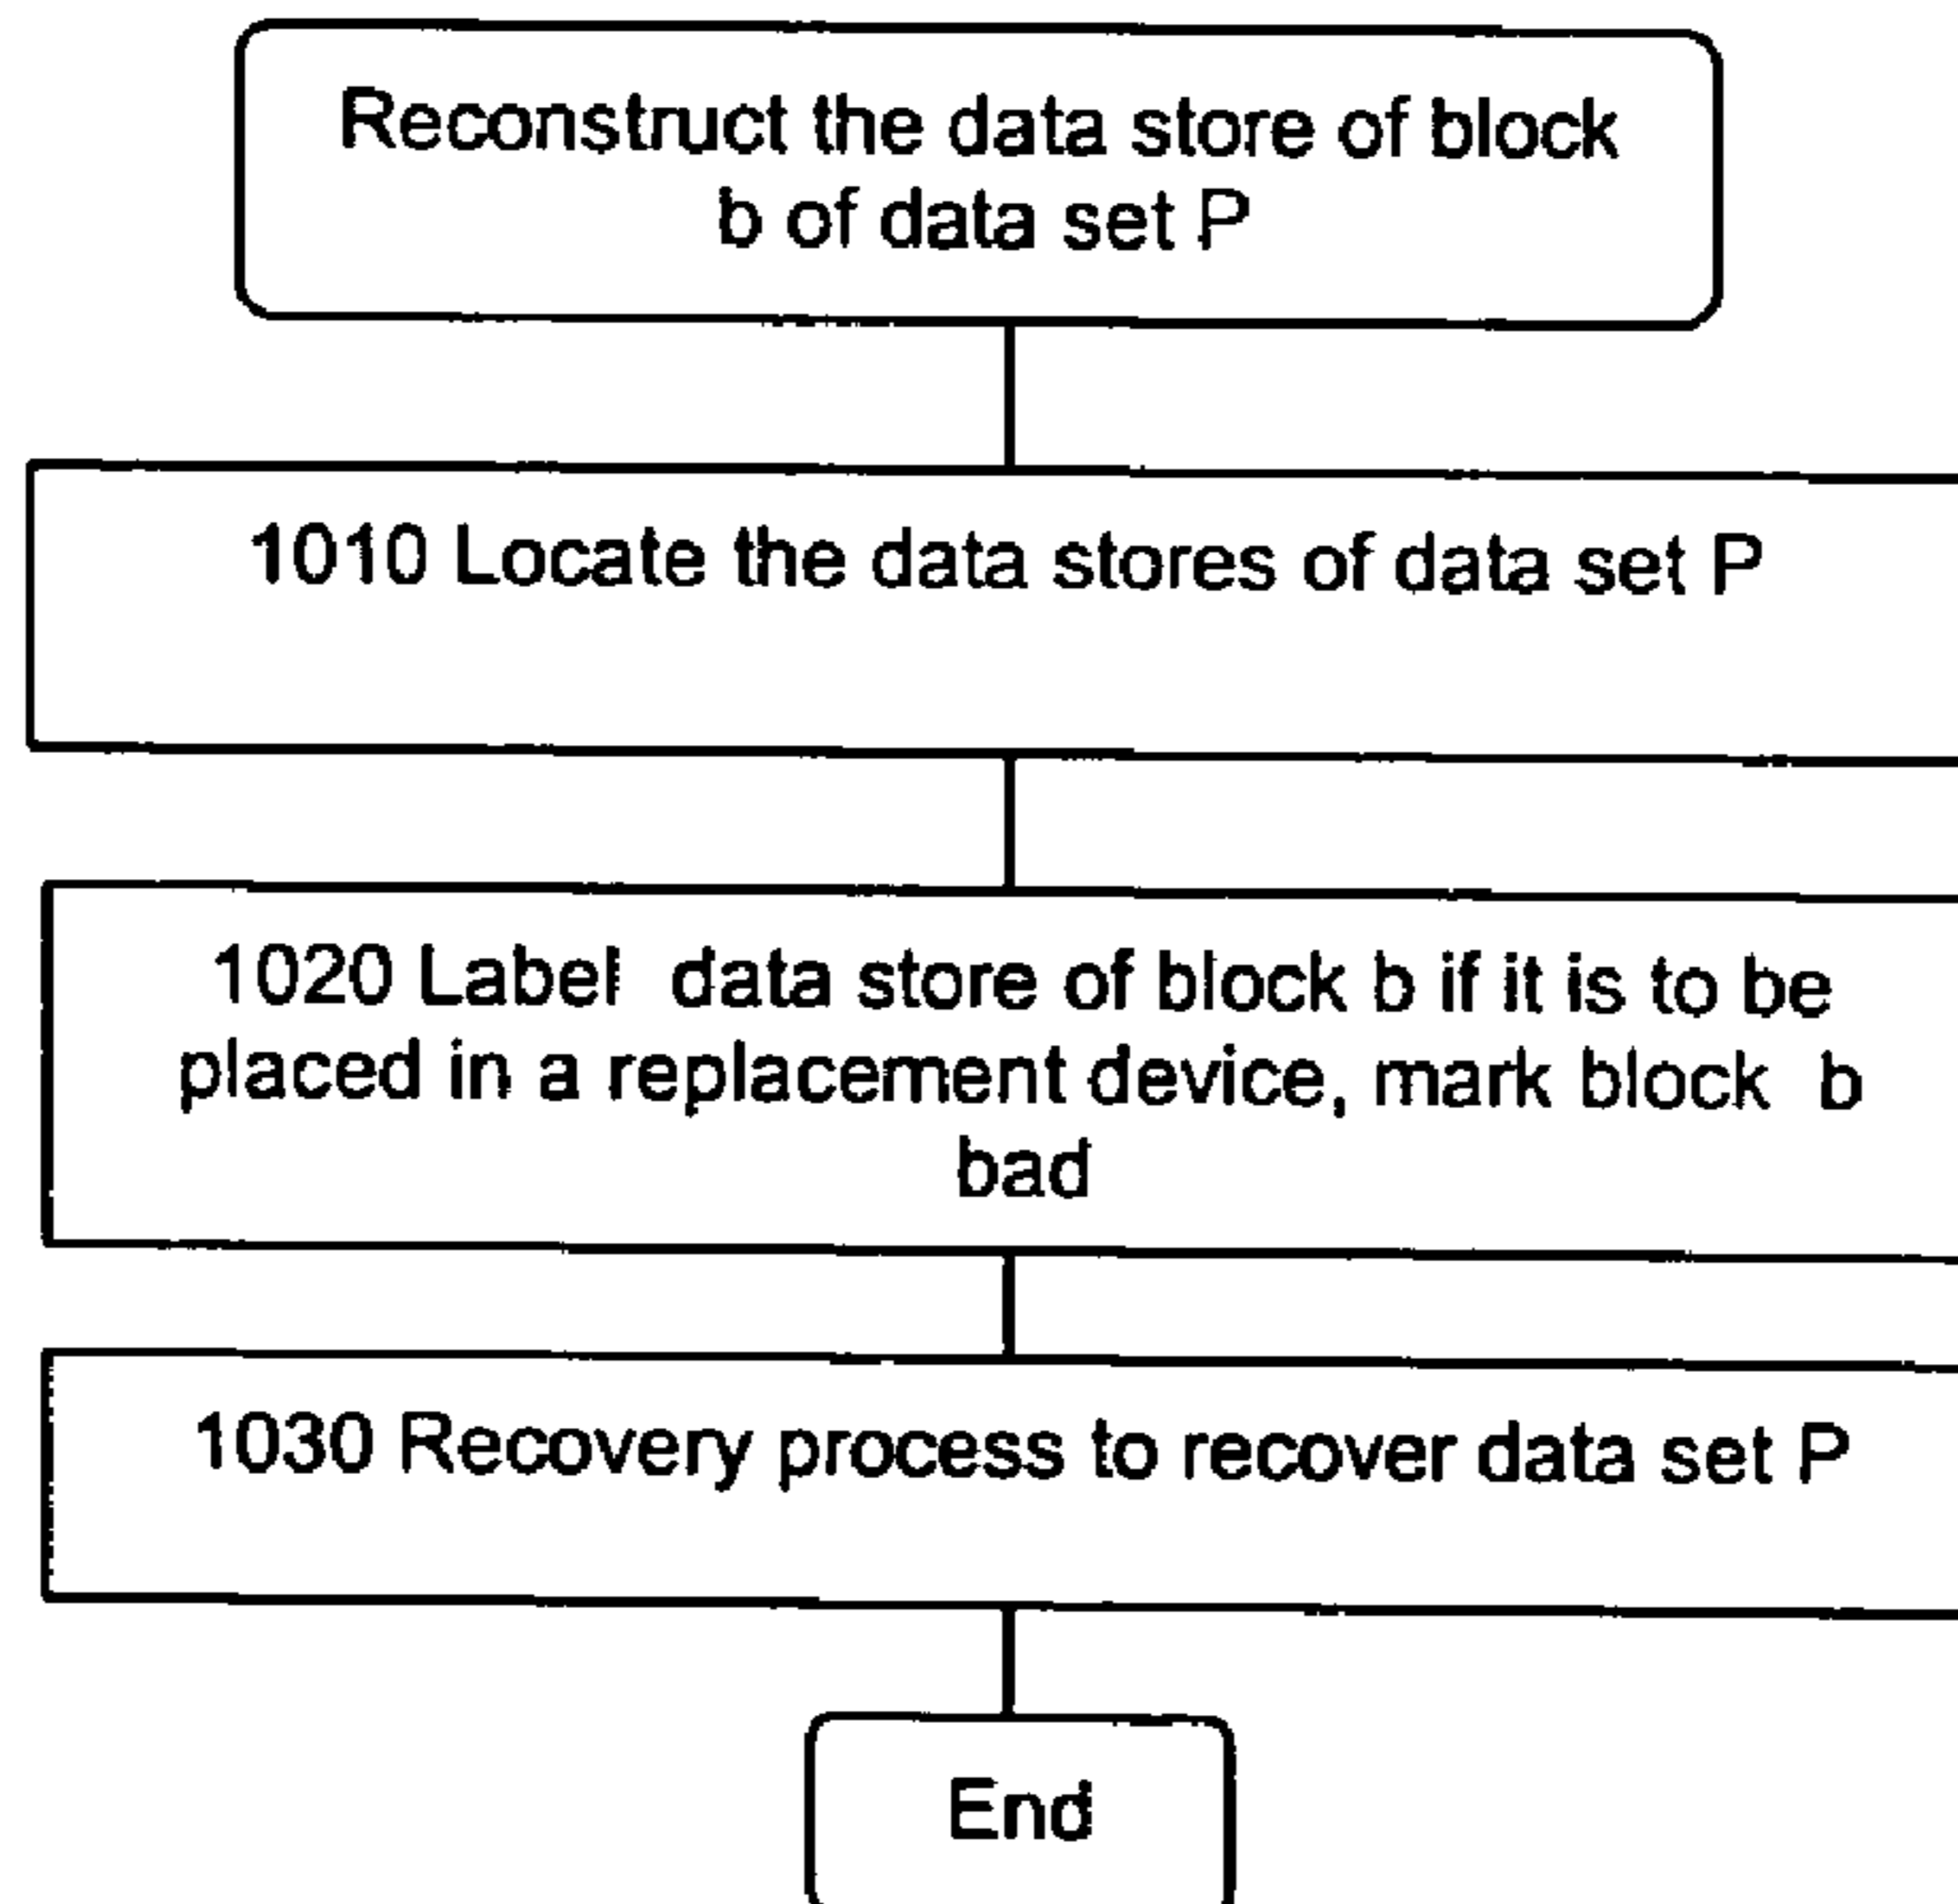 Reconstruct the data store of block
b of data set P
1010 Locate the data stores of data set P
1020 Label data store of block b if it is to be
placed in a replacement device, mark block b
bad
1030 Recovery process to recover data set P
End